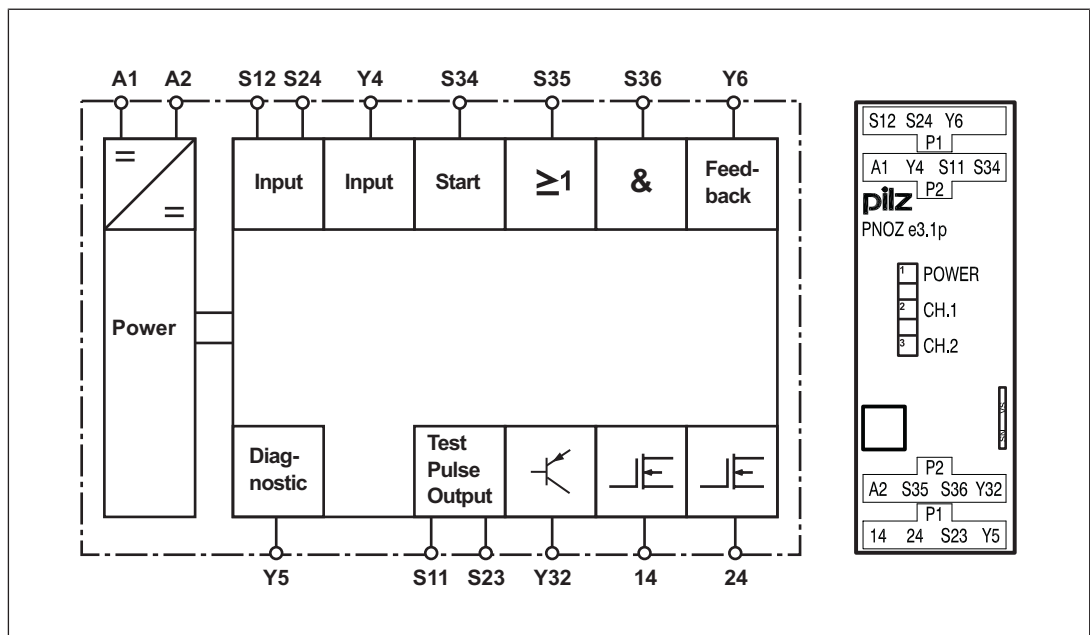 A1 A2 S12 S24 Y4 S34 S35 S36 Y6
=
=
Input Input Start ≥1 & Feed-
back
Power
Diag-
nostic
Test
Pulse
Output
Y5 S11 S23 Y32 14 24
S12 S24 Y6
P1
A1 Y4 S11 S34
P2
pilz
PNOZ e3.1p
1 POWER
2 CH.1
3 CH.2
P2
A2 S35 S36 Y32
P1
14 24 S23 Y5